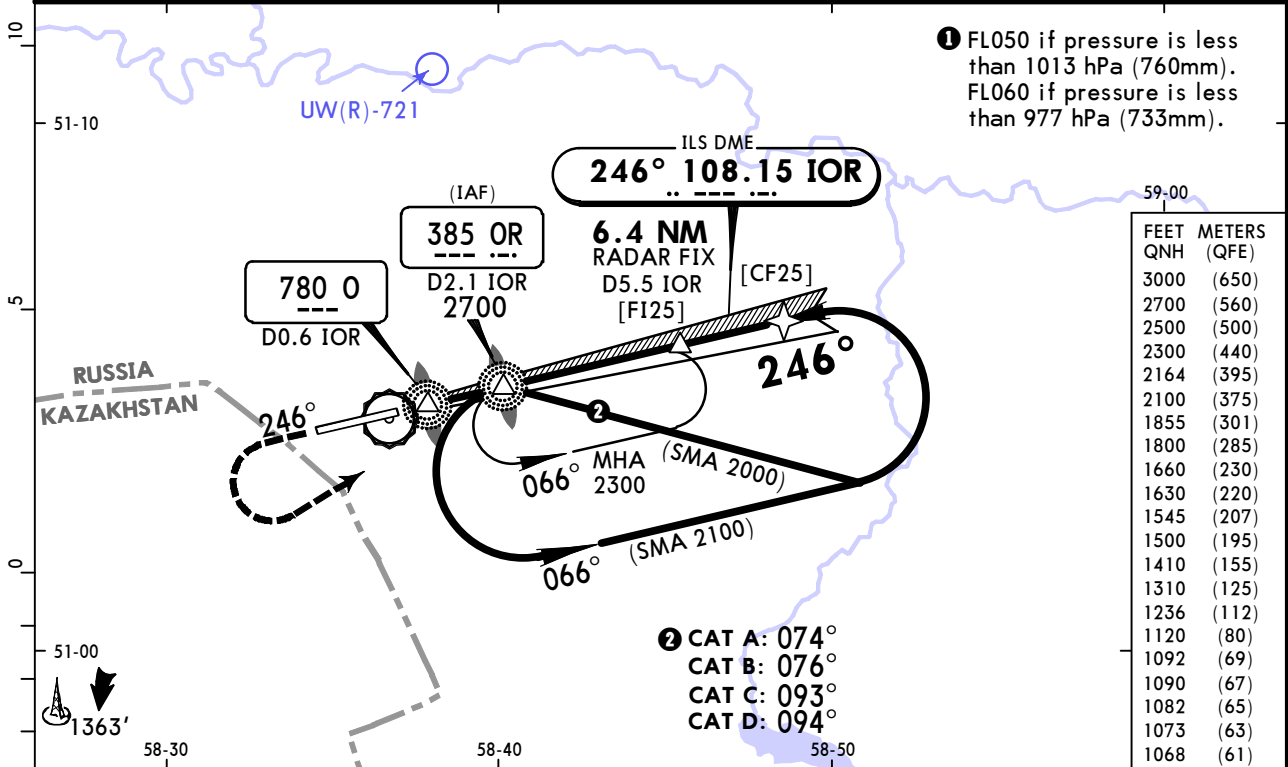 ❶ FL050 if pressure is less
than 1013 hPa (760mm).
FL060 if pressure is less
than 977 hPa (733mm).
10
UW(R)-721
51-10
ILS DME
246° 108.15 IOR
.. --- .-.
59-00
(IAF)
385 OR
--- .-.
D2.1 IOR
2700
6.4 NM
RADAR FIX
D5.5 IOR
[FI25]
[CF25]
780 O
---
D0.6 IOR
5
246°
RUSSIA
KAZAKHSTAN
246°
❷
(SMA 2000)
066° MHA
2300
(SMA 2100)
066°
0
❷ CAT A: 074°
CAT B: 076°
CAT C: 093°
CAT D: 094°
51-00
1363'
58-30
58-40
58-50
FEET METERS
QNH (QFE)
3000 (650)
2700 (560)
2500 (500)
2300 (440)
2164 (395)
2100 (375)
1855 (301)
1800 (285)
1660 (230)
1630 (220)
1545 (207)
1500 (195)
1410 (155)
1310 (125)
1236 (112)
1120 (80)
1092 (69)
1090 (67)
1082 (65)
1073 (63)
1068 (61)